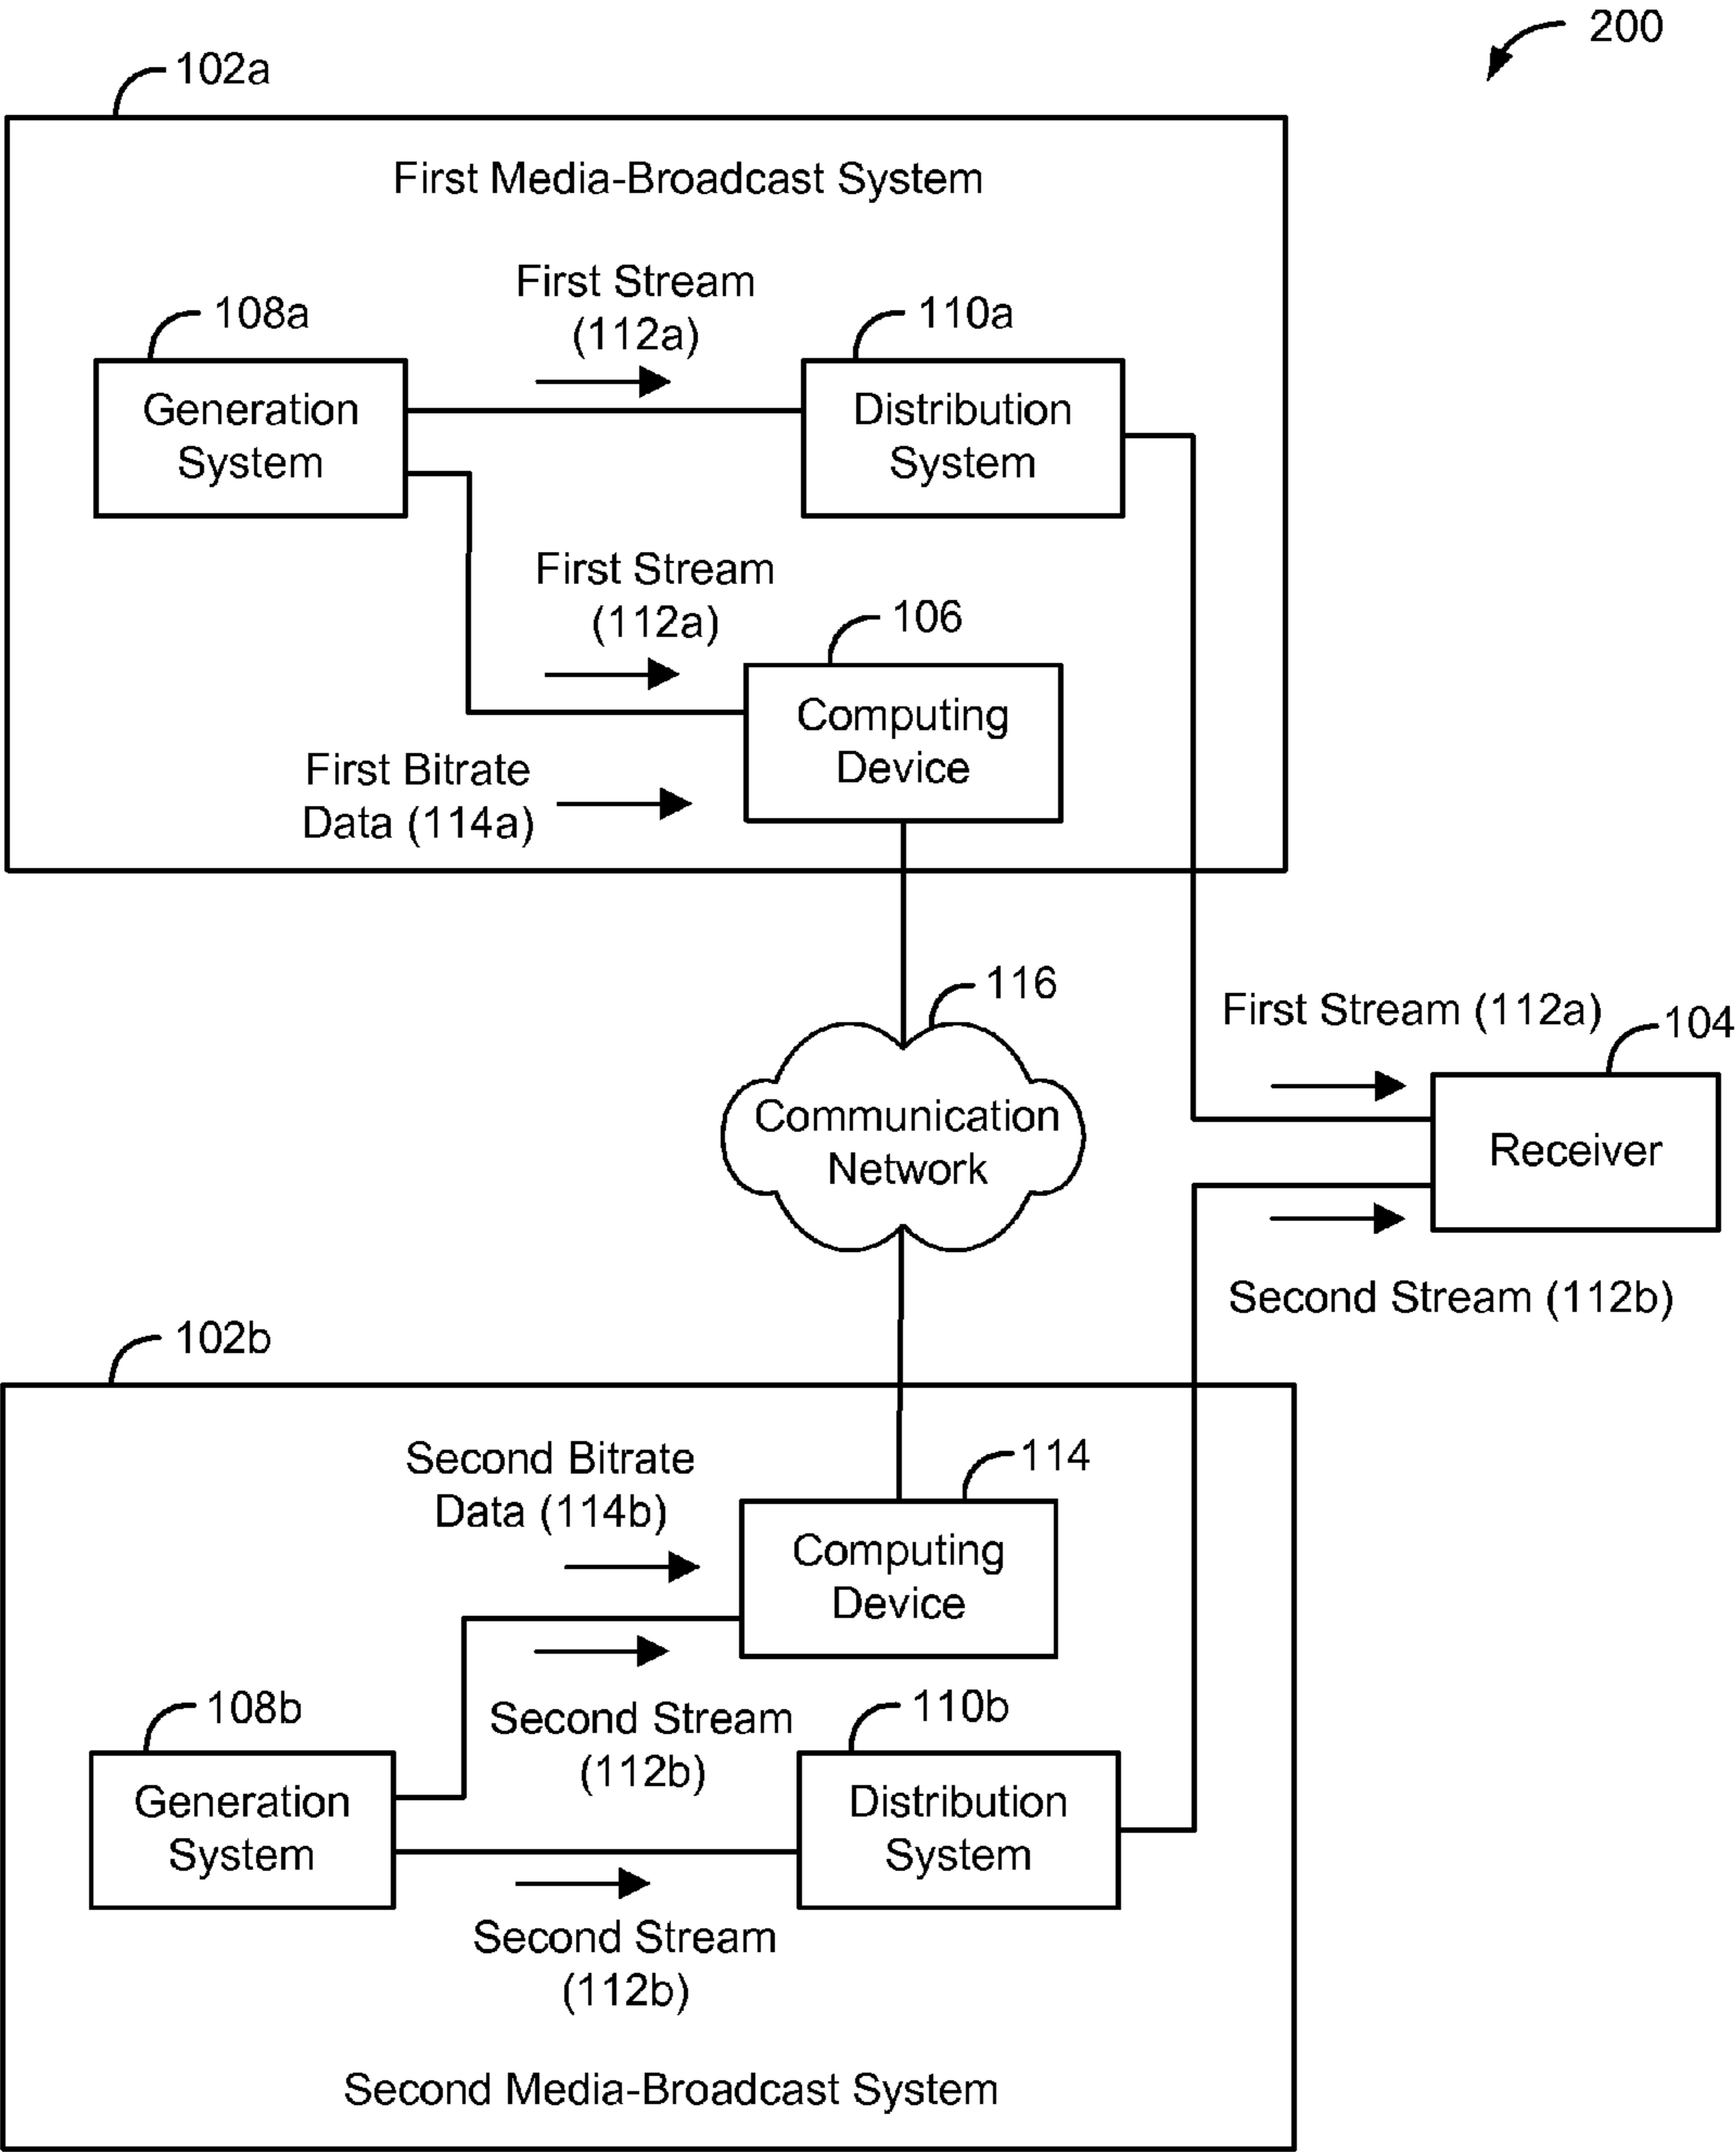 200
102a
First Media-Broadcast System
First Stream
(112a)
108a
110a
Generation
System
Distribution
System
First Stream
(112a)
106
Computing
Device
First Bitrate
Data (114a)
116
First Stream (112a)
104
Communication
Network
Receiver
Second Stream (112b)
102b
Second Bitrate
Data (114b)
114
Computing
Device
108b
Second Stream
(112b)
110b
Generation
System
Distribution
System
Second Stream
(112b)
Second Media-Broadcast System